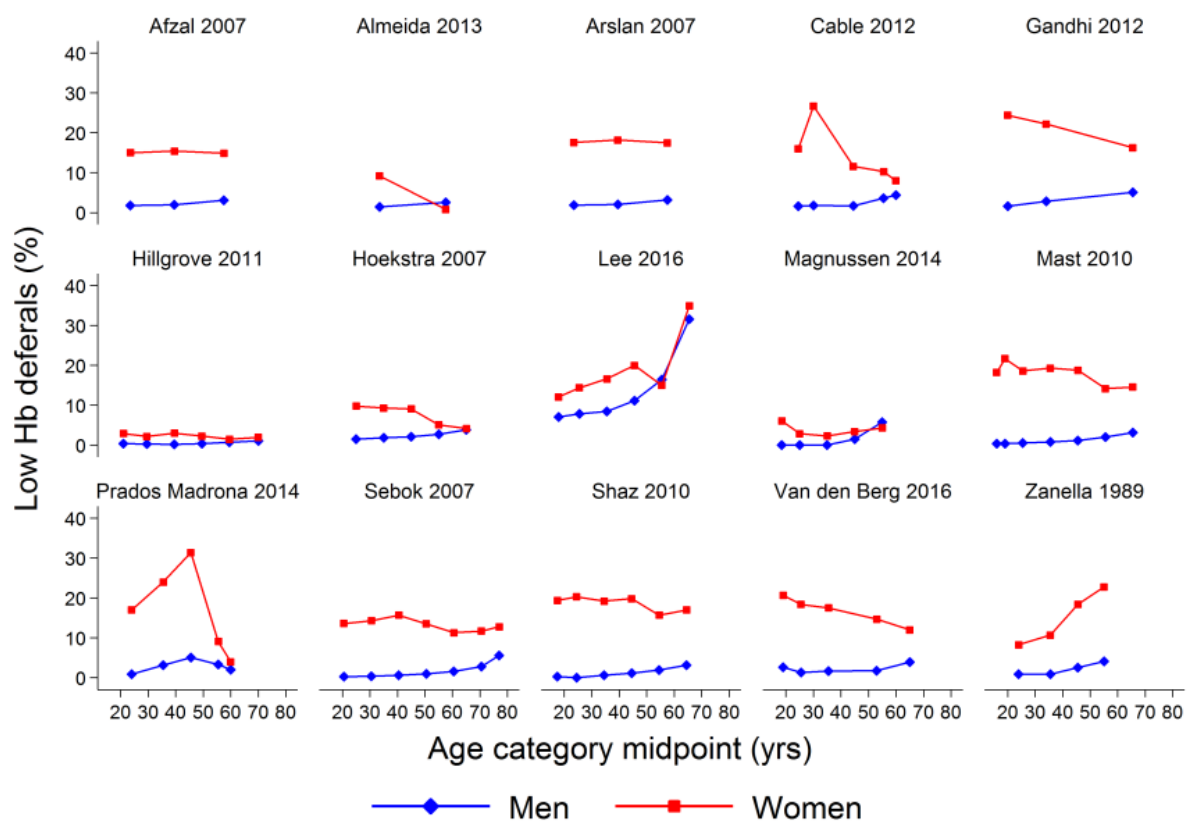 Afzal 2007 Almeida 2013 Arslan 2007 Cable 2012 Gandhi 2012
40
30
20
10
0
Hillgrove 2011 Hoekstra 2007 Lee 2016 Magnussen 2014 Mast 2010
40
30
20
10
0
Prados Madrona 2014 Sebok 2007 Shaz 2010 Van den Berg 2016 Zanella 1989
40
30
20
10
0
Low Hb deferrals (%)
20 30 40 50 60 70 80 20 30 40 50 60 70 80 20 30 40 50 60 70 80 20 30 40 50 60 70 80 20 30 40 50 60 70 80
Age category midpoint (yrs)
Men Women